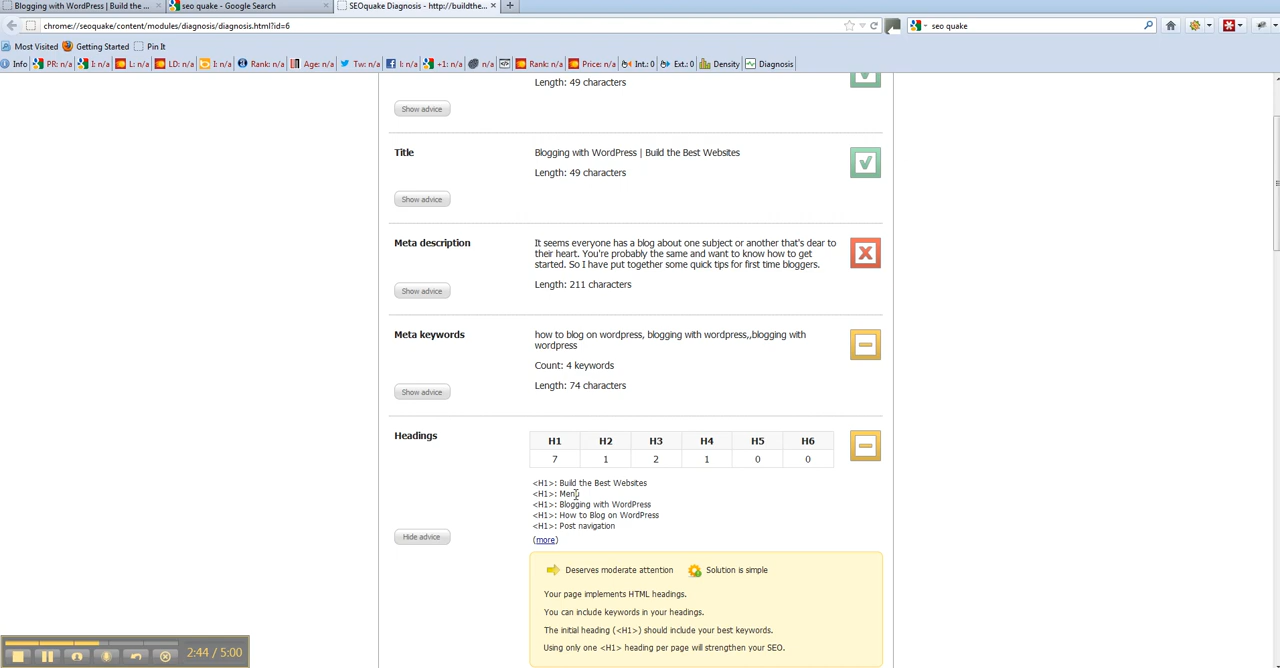 Blogging with WordPress | Build the ...
seo quake - Google Search
SEOquake Diagnosis - http://buildthe...
chrome://seoquake/content/modules/diagnosis/diagnosis.html?id=6
seo quake
Most Visited Getting Started Pin It
Info PR: n/a I: n/a L: n/a LD: n/a I: n/a Rank: n/a Age: n/a Tw: n/a l: n/a +1: n/a n/a Rank: n/a Price: n/a Int.: 0 Ext.: 0 Density Diagnosis
Length: 49 characters
Show advice
Title
Blogging with WordPress | Build the Best Websites
Length: 49 characters
Show advice
Meta description
It seems everyone has a blog about one subject or another that's dear to
their heart. You're probably the same and want to know how to get
started. So I have put together some quick tips for first time bloggers.
Length: 211 characters
Show advice
Meta keywords
how to blog on wordpress, blogging with wordpress,,blogging with
wordpress
Count: 4 keywords
Length: 74 characters
Show advice
Headings
H1 H2 H3 H4 H5 H6
7 1 2 1 0 0
<H1>: Build the Best Websites
<H1>: Menu
<H1>: Blogging with WordPress
<H1>: How to Blog on WordPress
<H1>: Post navigation
(more)
Hide advice
Deserves moderate attention Solution is simple
Your page implements HTML headings.
You can include keywords in your headings.
The initial heading (<H1>) should include your best keywords.
Using only one <H1> heading per page will strengthen your SEO.
2:44 / 5:00